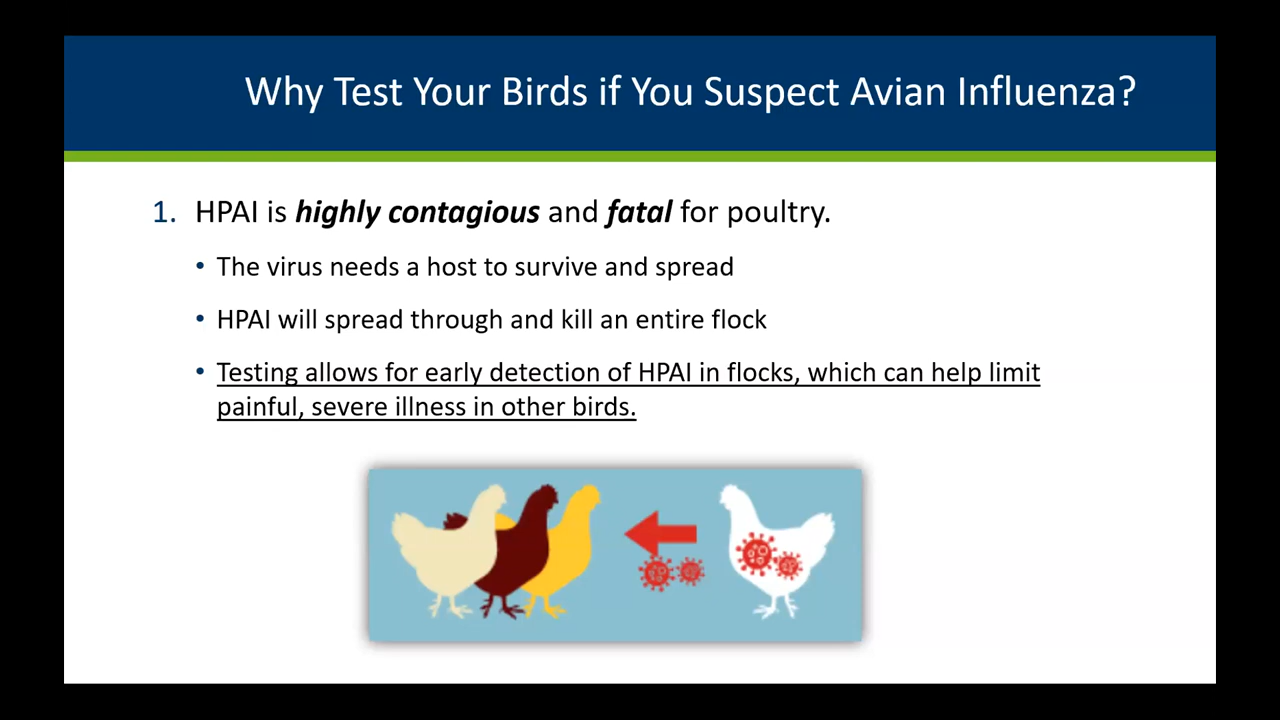 Why Test Your Birds if You Suspect Avian Influenza?
1. HPAI is highly contagious and fatal for poultry.
• The virus needs a host to survive and spread
• HPAI will spread through and kill an entire flock
• Testing allows for early detection of HPAI in flocks, which can help limit
painful, severe illness in other birds.